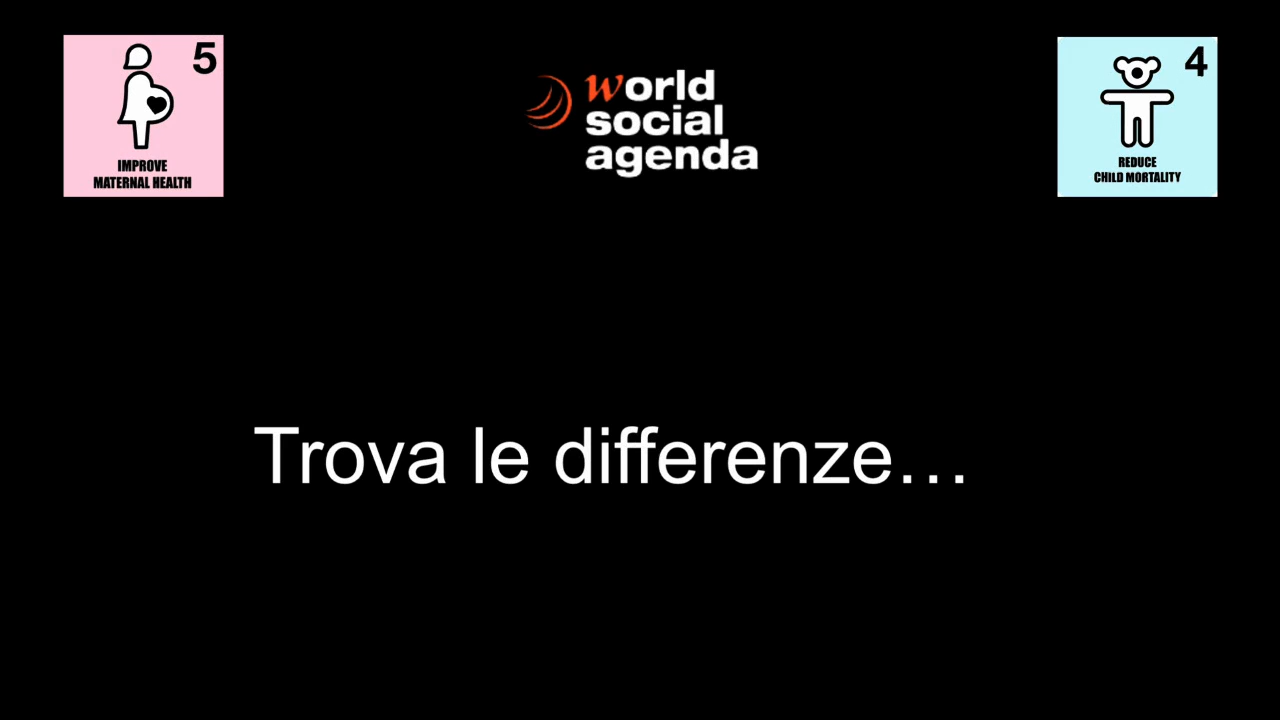 5
IMPROVE
MATERNAL HEALTH
world
social
agenda
4
REDUCE
CHILD MORTALITY
Trova le differenze…